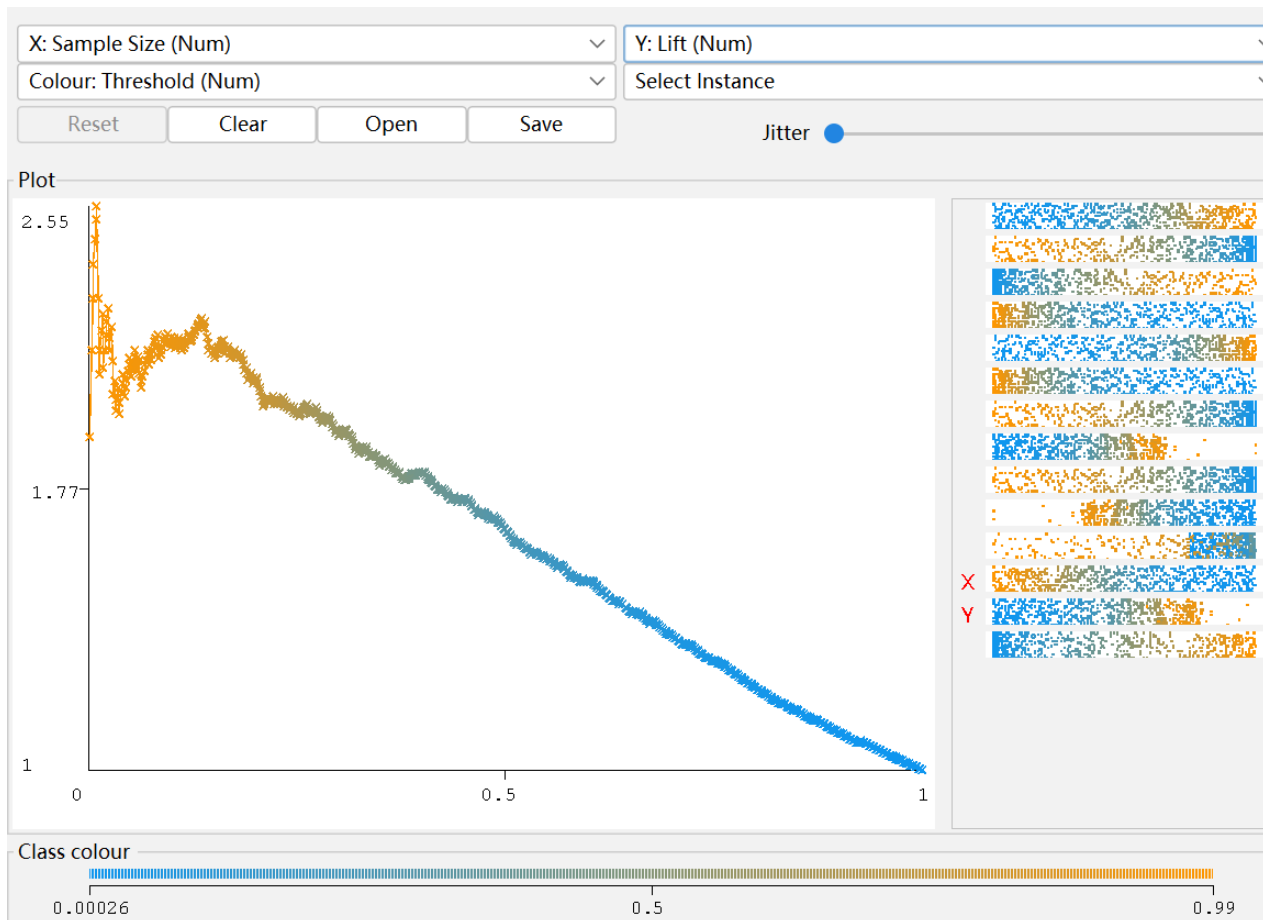 X: Sample Size (Num) Y: Lift (Num)
Colour: Threshold (Num) Select Instance
Reset Clear Open Save Jitter
Plot
2.55
1.77
1
0 0.5 1
X
Y
Class colour
0.00026 0.5 0.99